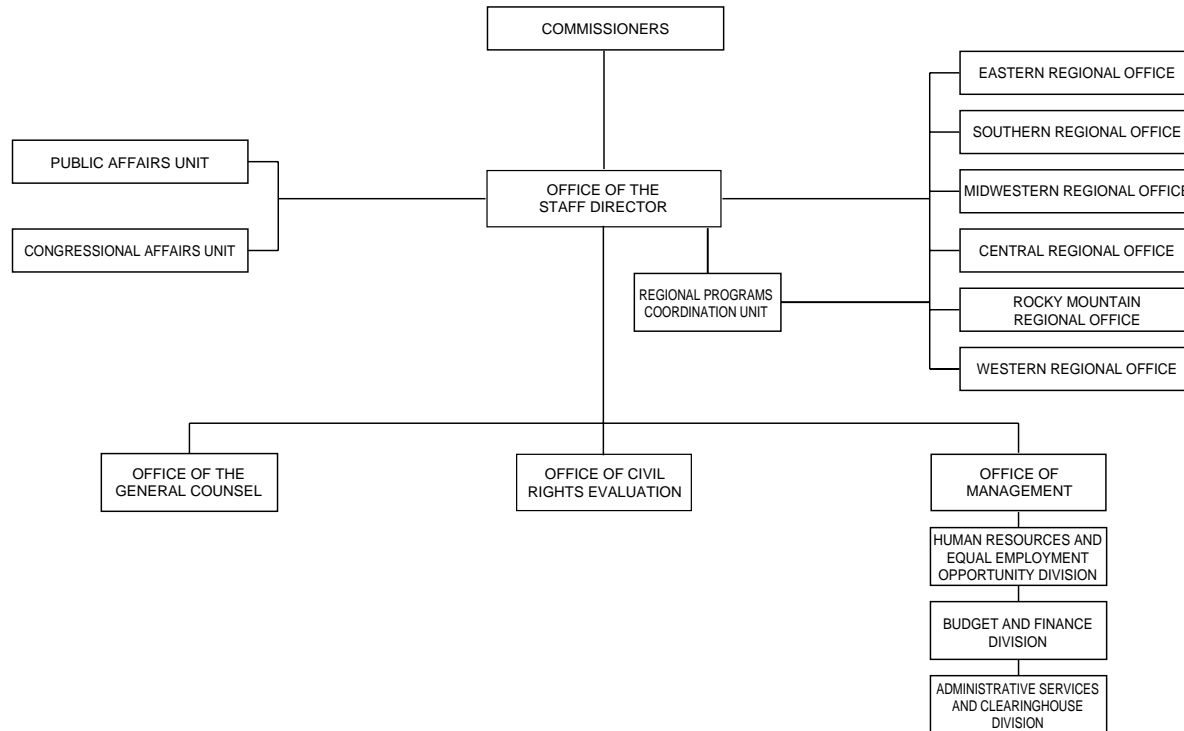 COMMISSIONERS
EASTERN REGIONAL OFFICE
SOUTHERN REGIONAL OFFICE
PUBLIC AFFAIRS UNIT
OFFICE OF THE
STAFF DIRECTOR
MIDWESTERN REGIONAL OFFICE
CONGRESSIONAL AFFAIRS UNIT
CENTRAL REGIONAL OFFICE
REGIONAL PROGRAMS
COORDINATION UNIT
ROCKY MOUNTAIN
REGIONAL OFFICE
WESTERN REGIONAL OFFICE
OFFICE OF THE
GENERAL COUNSEL
OFFICE OF CIVIL
RIGHTS EVALUATION
OFFICE OF
MANAGEMENT
HUMAN RESOURCES AND
EQUAL EMPLOYMENT
OPPORTUNITY DIVISION
BUDGET AND FINANCE
DIVISION
ADMINISTRATIVE SERVICES
AND CLEARINGHOUSE
DIVISION